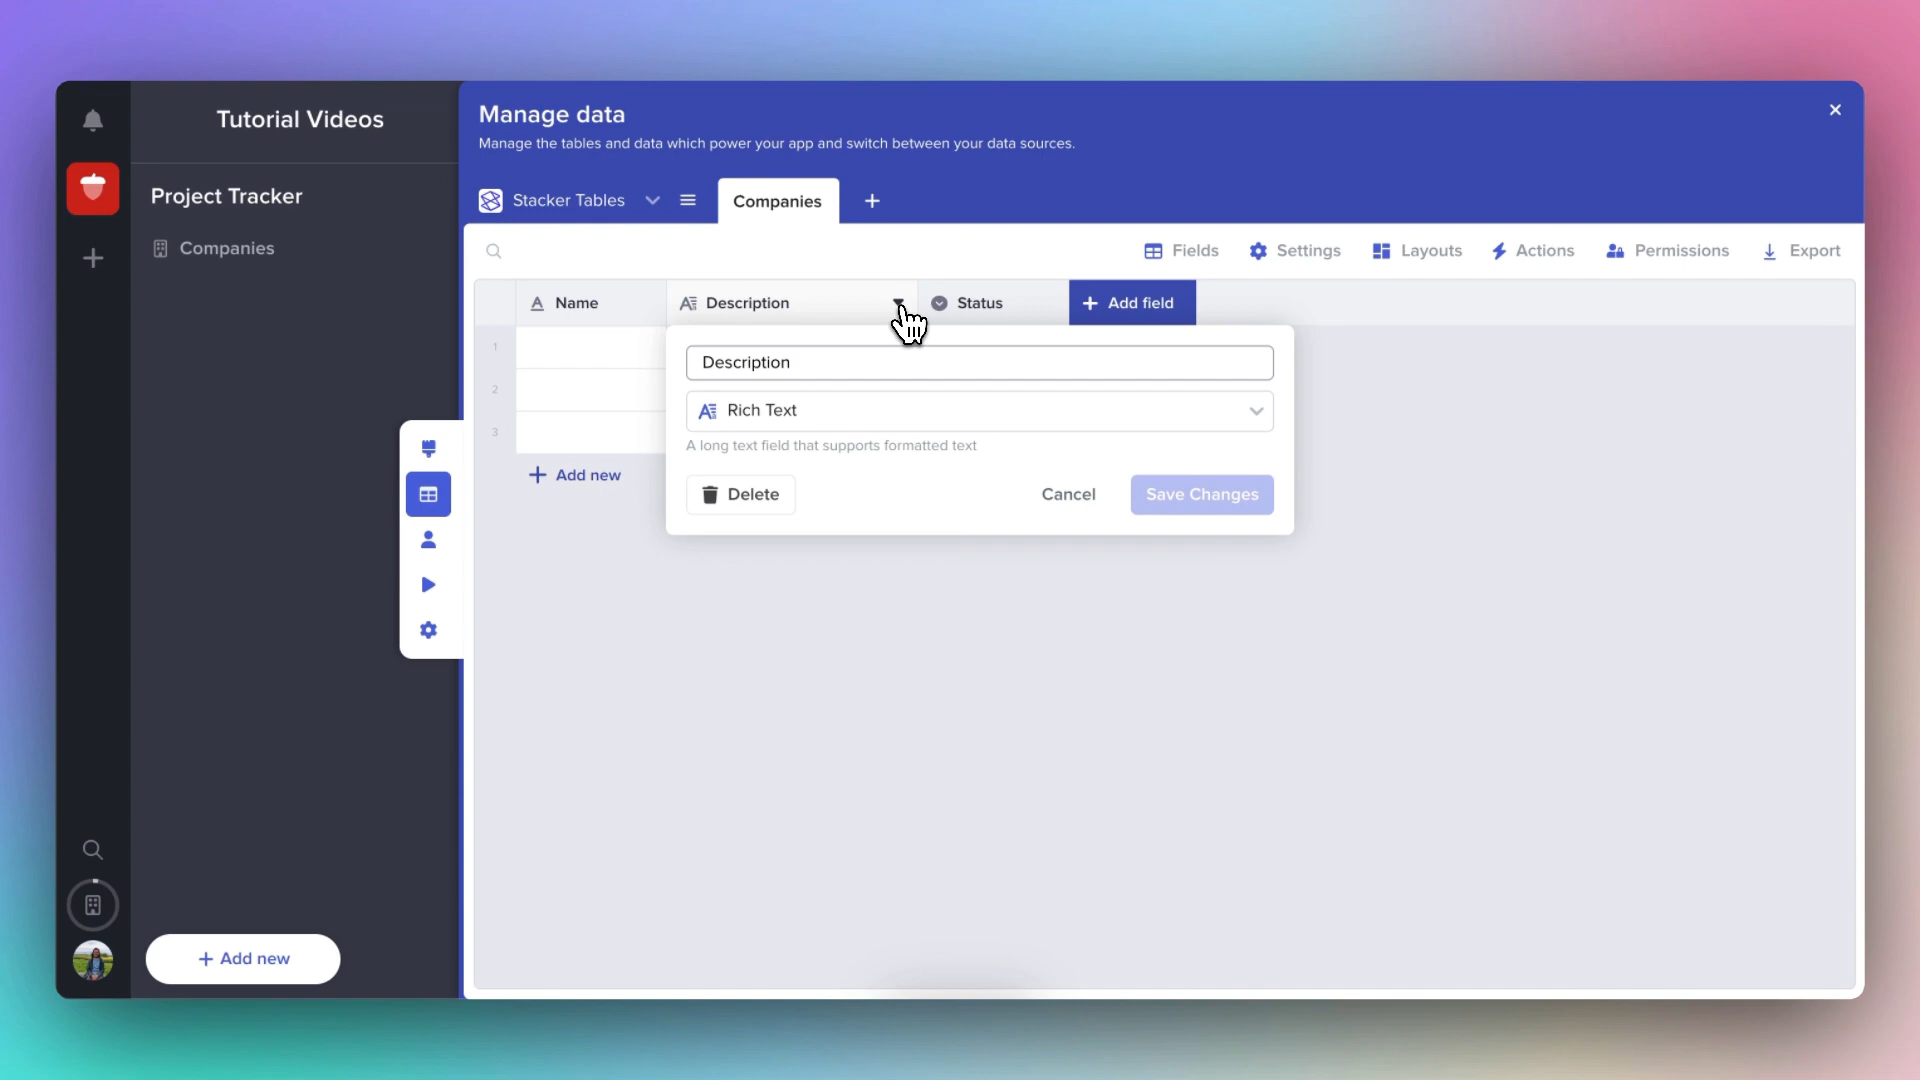 Tutorial Videos
Project Tracker
Companies
+ Add new
Manage data
Manage the tables and data which power your app and switch between your data sources.
Stacker Tables
Companies
Fields
Settings
Layouts
Actions
Permissions
Export
Name
Description
Status
+ Add field
1
2
3
+ Add new
Description
Rich Text
A long text field that supports formatted text
Delete
Cancel
Save Changes